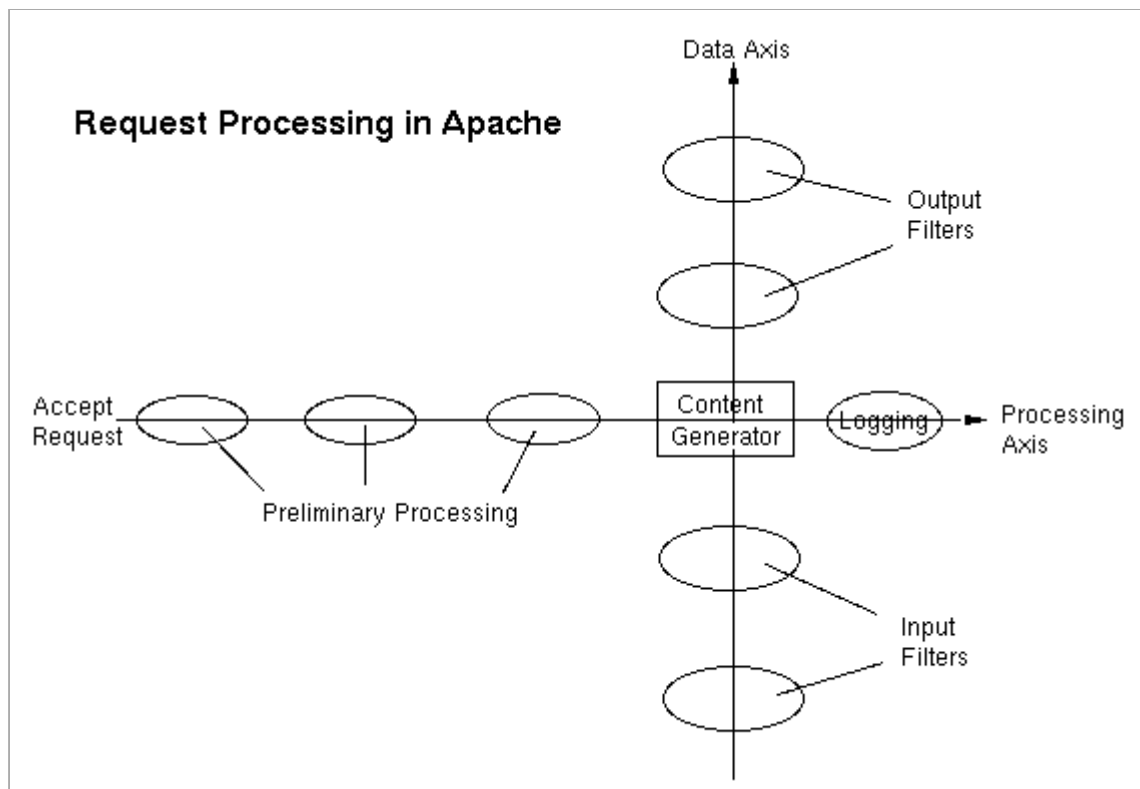 Data Axis
Request Processing in Apache
Output
Filters
Accept
Request
Content
Generator
Logging
Processing
Axis
Preliminary Processing
Input
Filters